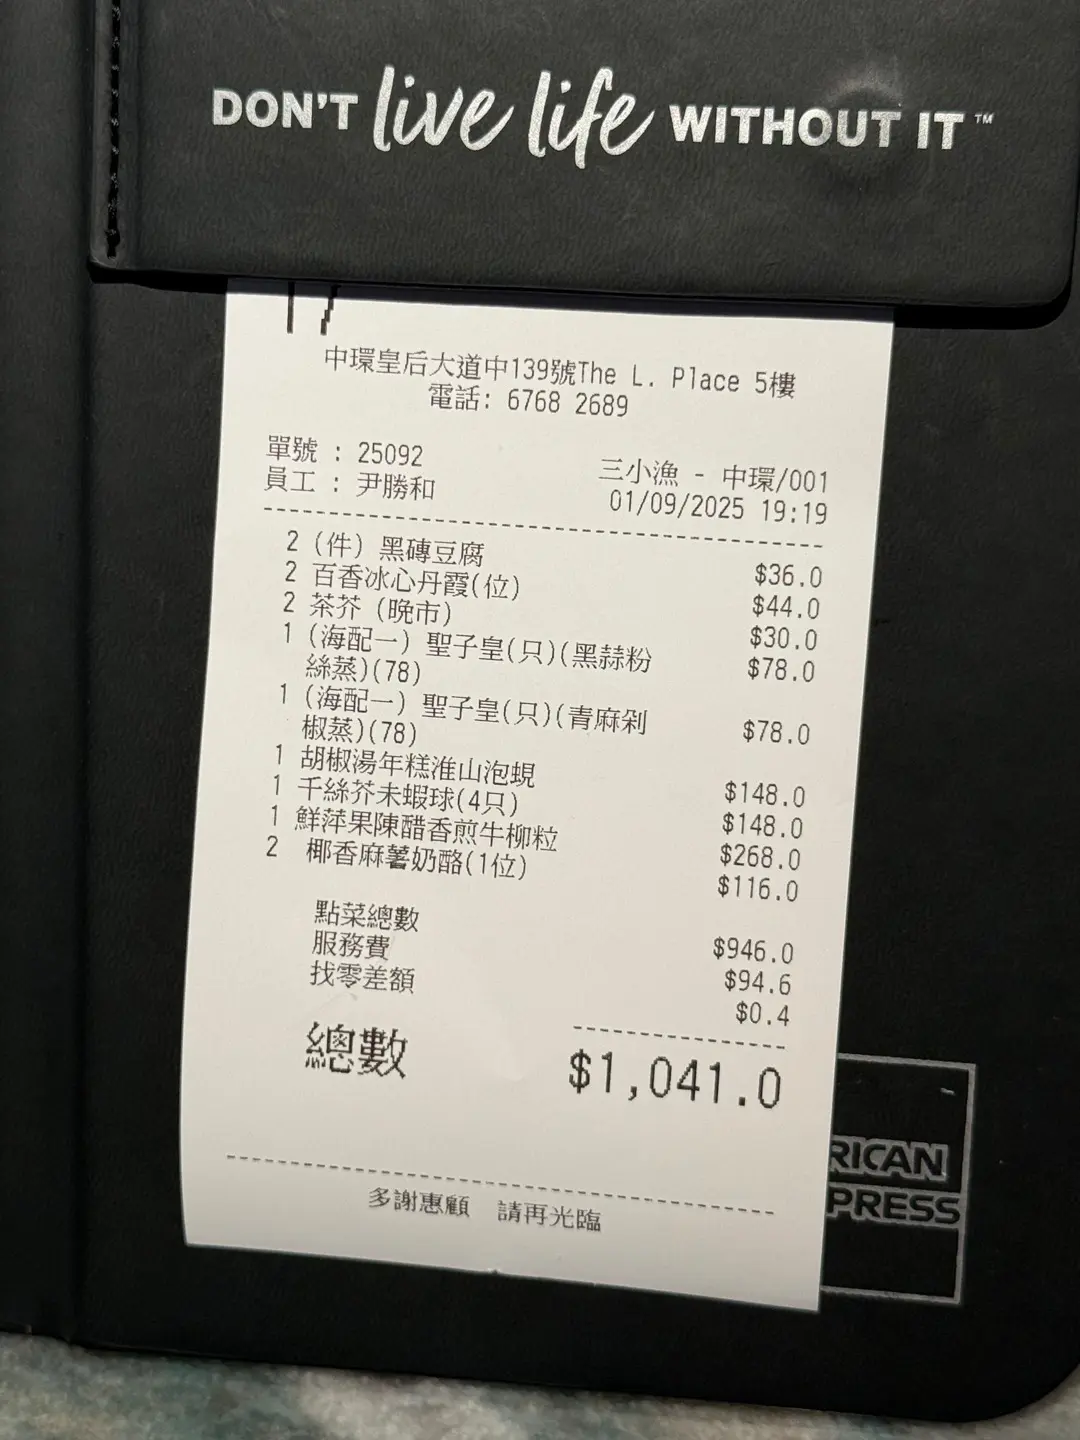 DON'T live life WITHOUT IT™
17
中環皇后大道中139號The L. Place 5樓
電話: 6768 2689
單號 : 25092
三小漁 - 中環/001
員工 : 尹勝和
01/09/2025 19:19
2 (件) 黑磚豆腐 $36.0
2 百香冰心丹霞(位) $44.0
2 茶芥 (晚市) $30.0
1 (海配一) 聖子皇(只)(黑蒜粉 $78.0
絲蒸)(78)
1 (海配一) 聖子皇(只)(青麻剁 $78.0
椒蒸)(78)
1 胡椒湯年糕淮山泡蜆 $148.0
1 千絲芥末蝦球(4只) $148.0
1 鮮萍果陳醋香煎牛柳粒 $268.0
2 椰香麻薯奶酪(1位) $116.0
點菜總數 $946.0
服務費 $94.6
找零差額 $0.4
總數 $1,041.0
多謝惠顧 請再光臨
RICAN
PRESS